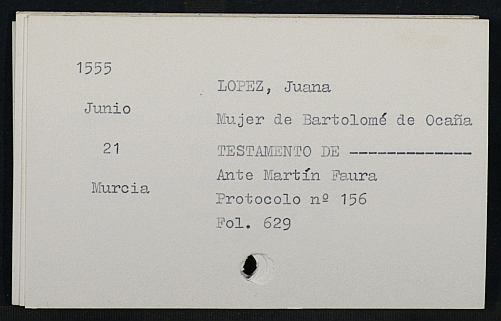 1555
Junio
21
Murcia
LOPEZ, Juana
Mujer de Bartolomé de Ocaña
TESTAMENTO DE -------------
Ante Martín Faura
Protocolo nº 156
Fol. 629